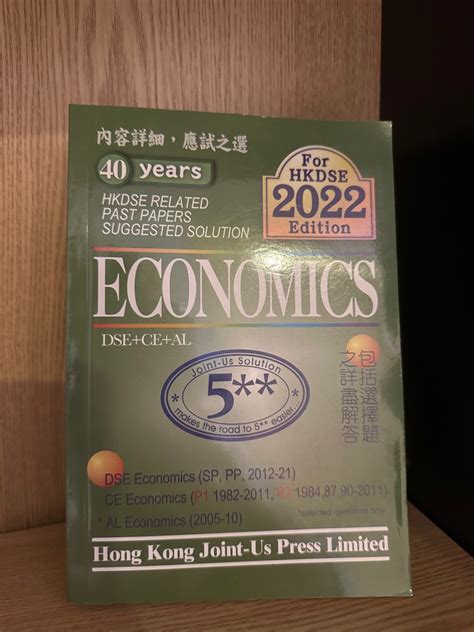 內容詳細，應試之選
40 years
HKDSE RELATED
PAST PAPERS
SUGGESTED SOLUTION
For
HKDSE
2022
Edition
ECONOMICS
DSE+CE+AL
Joint-Us Solution
5**
makes the road to 5** easier...
包括選擇題
之詳盡解答
DSE Economics (SP, PP, 2012-21)
CE Economics (P1 1982-2011, P2 1984,87,90-2011)
* AL Economics (2005-10)
*selected questions only
Hong Kong Joint-Us Press Limited